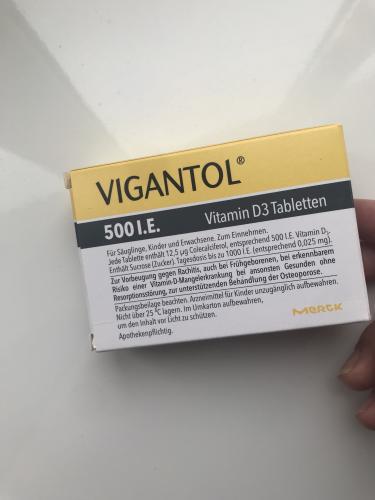 VIGANTOL®
500 I.E. Vitamin D3 Tabletten
Für Säuglinge, Kinder und Erwachsene. Zum Einnehmen.
Jede Tablette enthält 12,5 µg Colecalciferol, entsprechend 500 I.E. Vitamin D3.
Enthält Sucrose (Zucker). Tagesdosis bis zu 1000 I.E. (entsprechend 0,025 mg).
Zur Vorbeugung gegen Rachitis, auch bei Frühgeborenen, bei erkennbarem
Risiko einer Vitamin-D-Mangelerkrankung bei ansonsten Gesunden ohne
Resorptionsstörung, zur unterstützenden Behandlung der Osteoporose.
Packungsbeilage beachten. Arzneimittel für Kinder unzugänglich aufbewahren.
Nicht über 25 °C lagern. Im Umkarton aufbewahren,
um den Inhalt vor Licht zu schützen.
Apothekenpflichtig.
MERCK